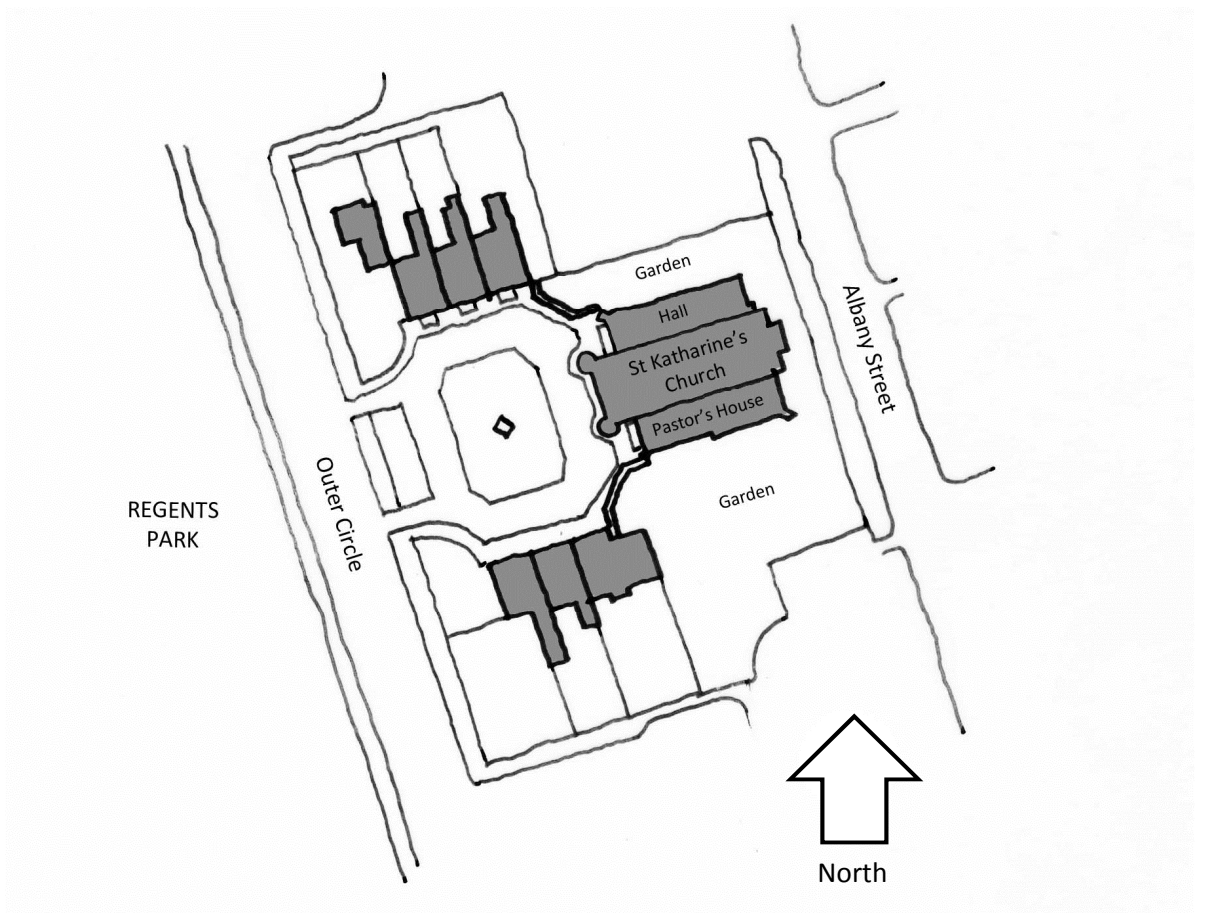 Garden
Hall
St Katharine's
Church
Pastor's House
Albany Street
Garden
Outer Circle
REGENTS
PARK
North